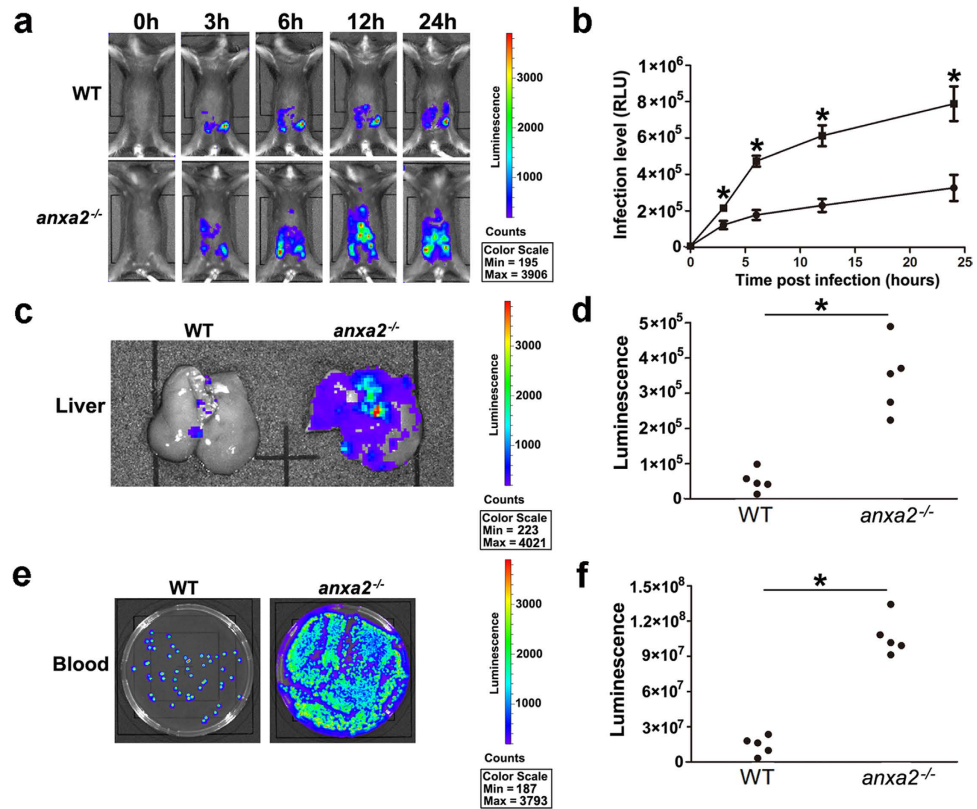 a
0h 3h 6h 12h 24h
WT
anxa2-/-
Luminescence
3000
2000
1000
Counts
Color Scale
Min = 195
Max = 3906
b
Infection level (RLU)
1×10^6
8×10^5
6×10^5
4×10^5
2×10^5
0
* * * *
0 5 10 15 20 25
Time post infection (hours)
c
WT anxa2-/-
Liver
Luminescence
3000
2000
1000
Counts
Color Scale
Min = 223
Max = 4021
d
*
Luminescence
5×10^5
4×10^5
3×10^5
2×10^5
1×10^5
0
WT anxa2-/-
e
WT anxa2-/-
Blood
Luminescence
3000
2000
1000
Counts
Color Scale
Min = 187
Max = 3793
f
*
Luminescence
1.5×10^8
1.2×10^8
9×10^7
6×10^7
3×10^7
0
WT anxa2-/-